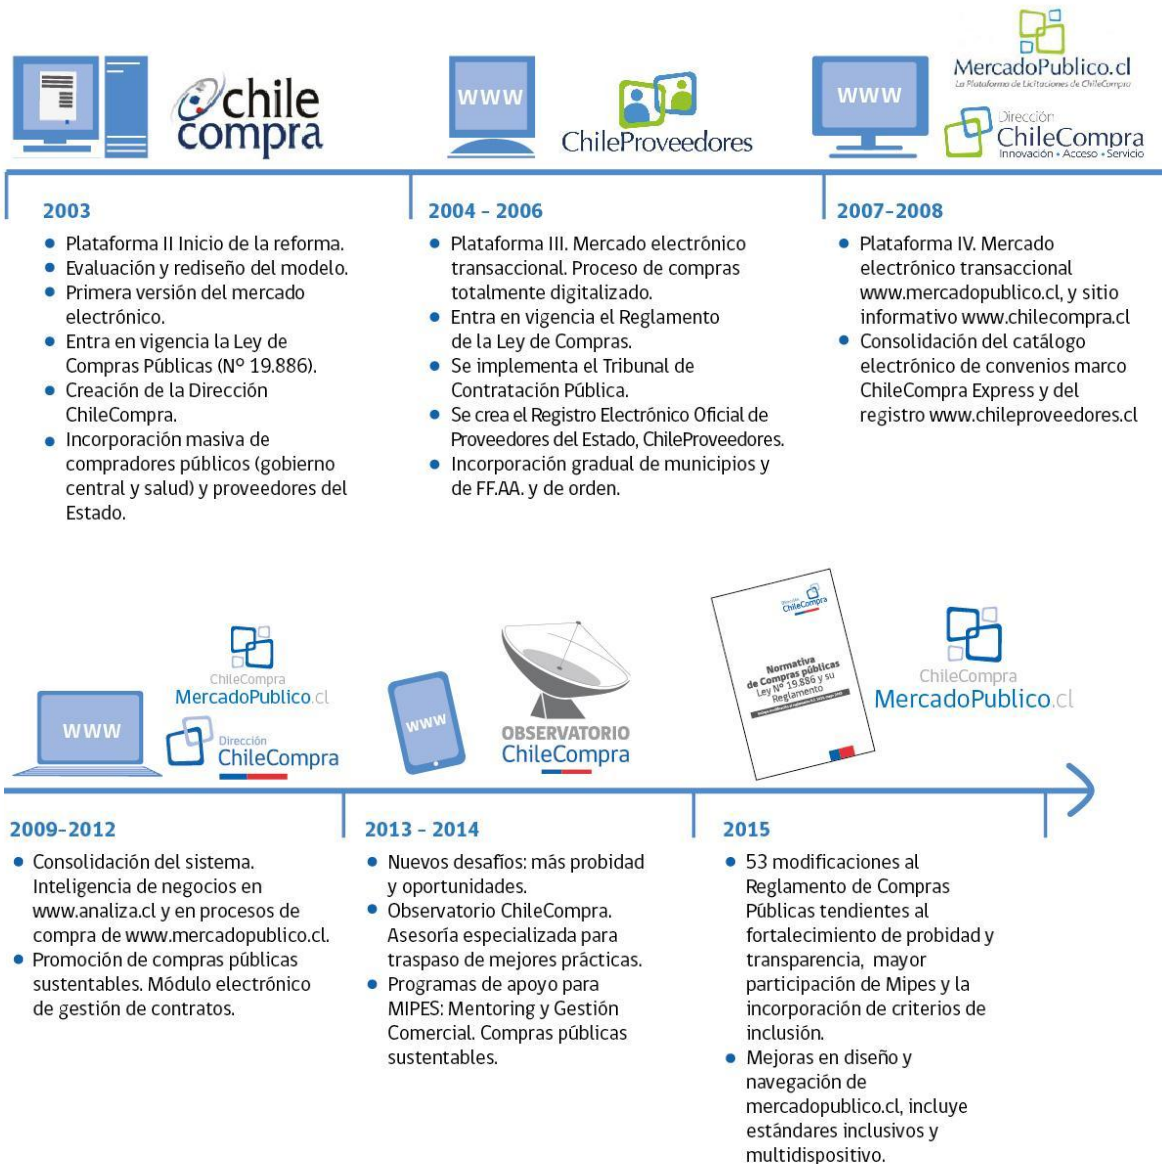 chile
compra
www
ChileProveedores
www
MercadoPublico.cl
La Plataforma de Licitaciones de ChileCompra
Dirección
ChileCompra
Innovación • Acceso • Servicio
2003
• Plataforma II Inicio de la reforma.
• Evaluación y rediseño del modelo.
• Primera versión del mercado
electrónico.
• Entra en vigencia la Ley de
Compras Públicas (Nº 19.886).
• Creación de la Dirección
ChileCompra.
• Incorporación masiva de
compradores públicos (gobierno
central y salud) y proveedores del
Estado.
2004 - 2006
• Plataforma III. Mercado electrónico
transaccional. Proceso de compras
totalmente digitalizado.
• Entra en vigencia el Reglamento
de la Ley de Compras.
• Se implementa el Tribunal de
Contratación Pública.
• Se crea el Registro Electrónico Oficial de
Proveedores del Estado, ChileProveedores.
• Incorporación gradual de municipios y
de FF.AA. y de orden.
2007-2008
• Plataforma IV. Mercado
electrónico transaccional
www.mercadopublico.cl, y sitio
informativo www.chilecompra.cl
• Consolidación del catálogo
electrónico de convenios marco
ChileCompra Express y del
registro www.chileproveedores.cl
www
ChileCompra
MercadoPublico.cl
Dirección
ChileCompra
www
OBSERVATORIO
ChileCompra
Dirección
ChileCompra
Normativa
de Compras públicas
Ley Nº 19.886 y su
Reglamento
ChileCompra
MercadoPublico.cl
2009-2012
• Consolidación del sistema.
Inteligencia de negocios en
www.analiza.cl y en procesos de
compra de www.mercadopublico.cl.
• Promoción de compras públicas
sustentables. Módulo electrónico
de gestión de contratos.
2013 - 2014
• Nuevos desafíos: más probidad
y oportunidades.
• Observatorio ChileCompra.
Asesoría especializada para
traspaso de mejores prácticas.
• Programas de apoyo para
MIPES: Mentoring y Gestión
Comercial. Compras públicas
sustentables.
2015
• 53 modificaciones al
Reglamento de Compras
Públicas tendientes al
fortalecimiento de probidad y
transparencia, mayor
participación de Mipes y la
incorporación de criterios de
inclusión.
• Mejoras en diseño y
navegación de
mercadopublico.cl, incluye
estándares inclusivos y
multidispositivo.